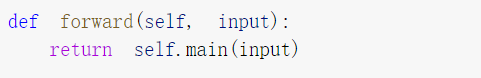 def forward(self, input):
    return self.main(input)